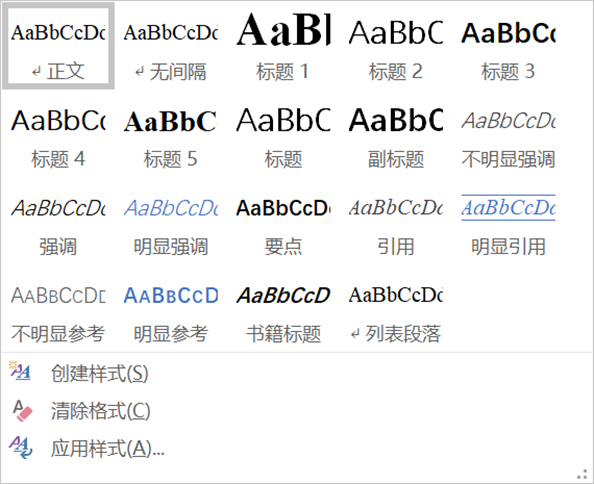 AaBbCcDc AaBbCcDc AaBl AaBbC AaBbCc
↵ 正文 ↵ 无间隔 标题 1 标题 2 标题 3
AaBbCc AaBbC AaBbC AaBbC AaBbCcDc
标题 4 标题 5 标题 副标题 不明显强调
AaBbCcDc AaBbCcDc AaBbCcD AaBbCcDc AaBbCcDc
强调 明显强调 要点 引用 明显引用
AaBbCcDd AaBbCcD AaBbCcD AaBbCcDc
不明显参考 明显参考 书籍标题 ↵ 列表段落
创建样式(S)
清除格式(C)
应用样式(A)...